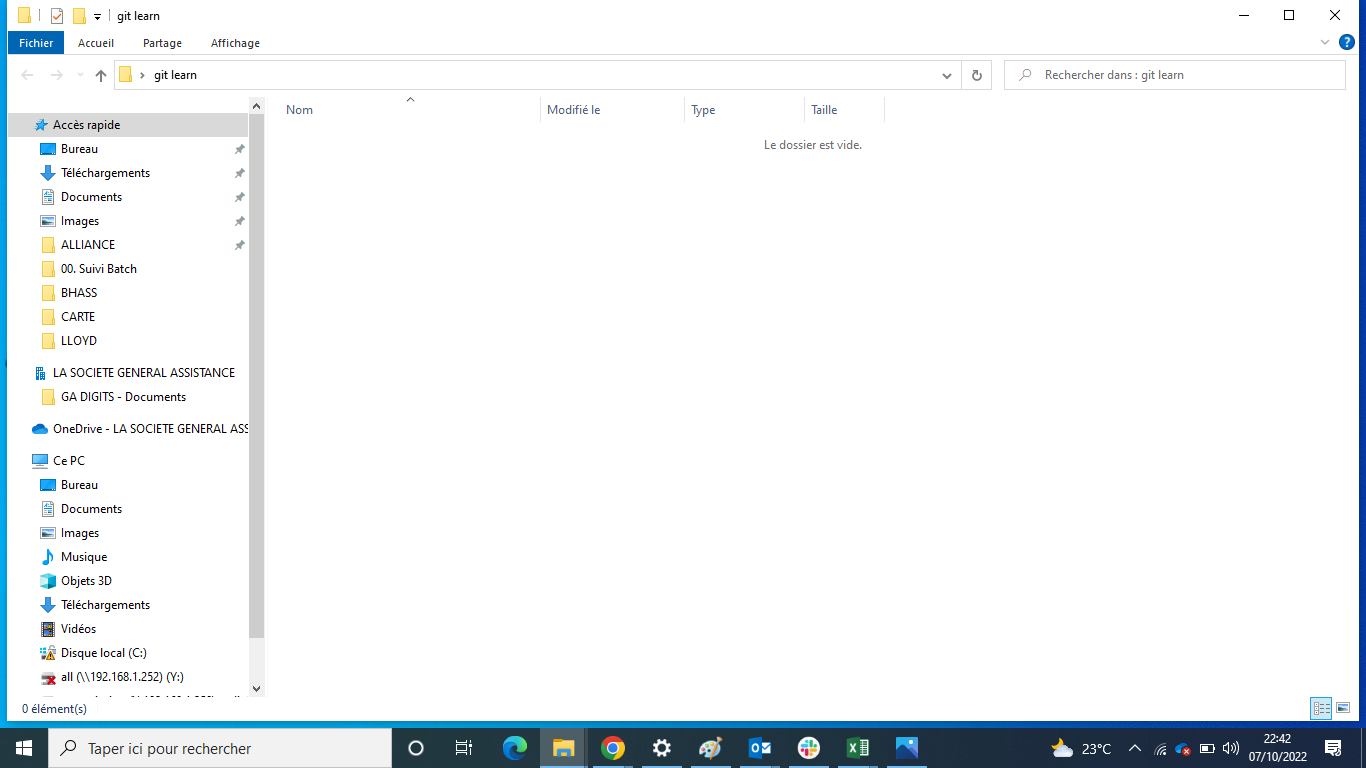 git learn
Fichier
Accueil
Partage
Affichage
git learn
Rechercher dans : git learn
Nom
Modifié le
Type
Taille
Le dossier est vide.
Accès rapide
Bureau
Téléchargements
Documents
Images
ALLIANCE
00. Suivi Batch
BHASS
CARTE
LLOYD
LA SOCIETE GENERAL ASSISTANCE
GA DIGITS - Documents
OneDrive - LA SOCIETE GENERAL ASS
Ce PC
Bureau
Documents
Images
Musique
Objets 3D
Téléchargements
Vidéos
Disque local (C:)
all (\\192.168.1.252) (Y:)
0 élément(s)
Taper ici pour rechercher
23°C
22:42
07/10/2022